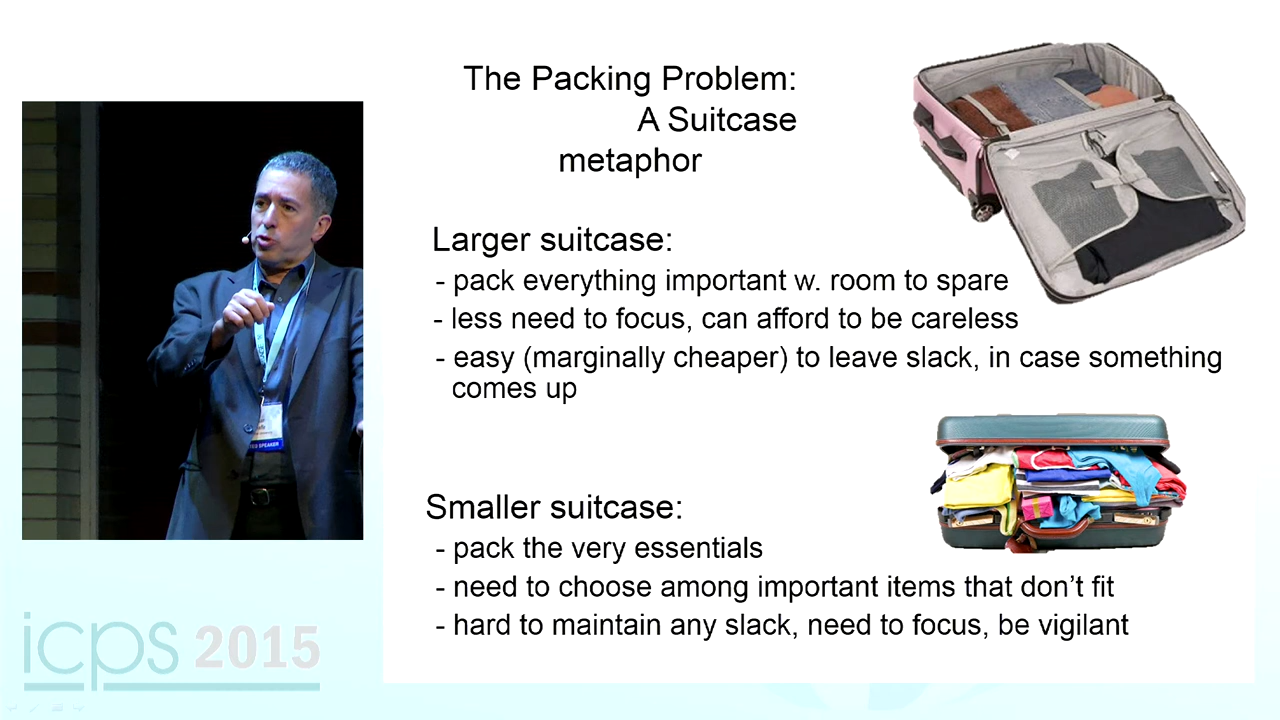 The Packing Problem:
A Suitcase
metaphor
Larger suitcase:
- pack everything important w. room to spare
- less need to focus, can afford to be careless
- easy (marginally cheaper) to leave slack, in case something
comes up
Smaller suitcase:
- pack the very essentials
- need to choose among important items that don’t fit
- hard to maintain any slack, need to focus, be vigilant
SPEAKER
icps 2015